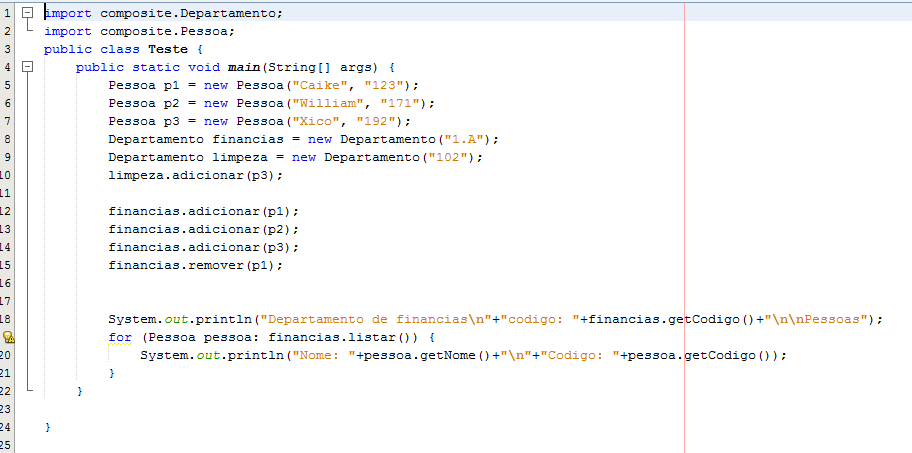 1 import composite.Departamento;
2 import composite.Pessoa;
3 public class Teste {
4 public static void main(String[] args) {
5 Pessoa p1 = new Pessoa("Caike", "123");
6 Pessoa p2 = new Pessoa("William", "171");
7 Pessoa p3 = new Pessoa("Xico", "192");
8 Departamento financias = new Departamento("1.A");
9 Departamento limpeza = new Departamento("102");
10 limpeza.adicionar(p3);
11
12 financias.adicionar(p1);
13 financias.adicionar(p2);
14 financias.adicionar(p3);
15 financias.remover(p1);
16
17
18 System.out.println("Departamento de financias\n"+"codigo: "+financias.getCodigo()+"\n\nPessoas");
for (Pessoa pessoa: financias.listar()) {
20 System.out.println("Nome: "+pessoa.getNome()+"\n"+"Codigo: "+pessoa.getCodigo());
21 }
22 }
23
24 }
25